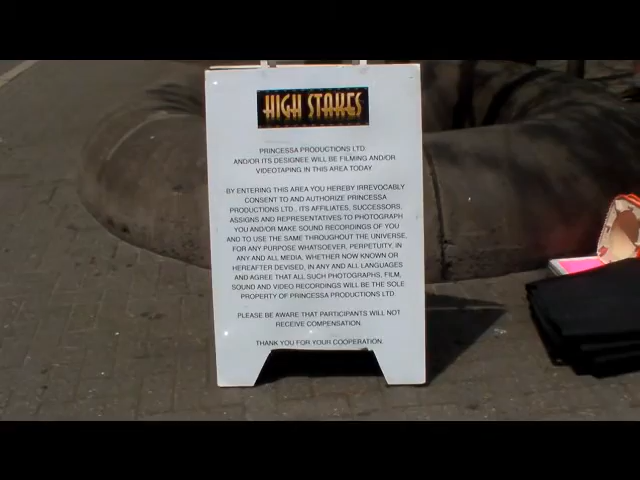 HIGH STAKES
PRINCESSA PRODUCTIONS LTD.
AND/OR ITS DESIGNEE WILL BE FILMING AND/OR
VIDEOTAPING IN THIS AREA TODAY
BY ENTERING THIS AREA YOU HEREBY IRREVOCABLY
CONSENT TO AND AUTHORIZE PRINCESSA
PRODUCTIONS LTD., ITS AFFILIATES, SUCCESSORS,
ASSIGNS AND REPRESENTATIVES TO PHOTOGRAPH
YOU AND/OR MAKE SOUND RECORDINGS OF YOU
AND TO USE THE SAME THROUGHOUT THE UNIVERSE,
FOR ANY PURPOSE WHATSOEVER, PERPETUITY, IN
ANY AND ALL MEDIA, WHETHER NOW KNOWN OR
HEREAFTER DEVISED, IN ANY AND ALL LANGUAGES
AND AGREE THAT ALL SUCH PHOTOGRAPHS, FILM,
SOUND AND VIDEO RECORDINGS WILL BE THE SOLE
PROPERTY OF PRINCESSA PRODUCTIONS LTD.
PLEASE BE AWARE THAT PARTICIPANTS WILL NOT
RECEIVE COMPENSATION.
THANK YOU FOR YOUR COOPERATION.